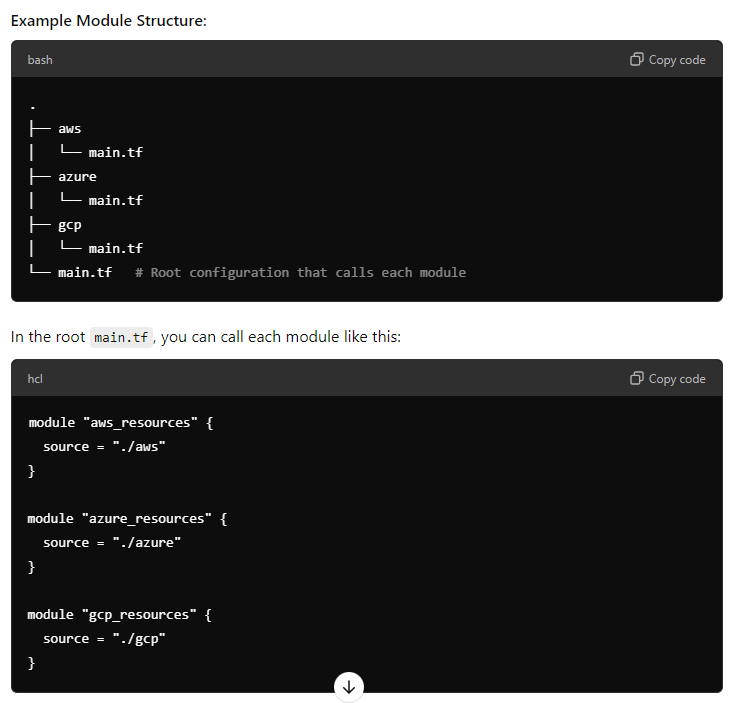 Example Module Structure:
bash
Copy code
.
├── aws
│   └── main.tf
├── azure
│   └── main.tf
├── gcp
│   └── main.tf
└── main.tf   # Root configuration that calls each module
In the root main.tf, you can call each module like this:
hcl
Copy code
module "aws_resources" {
  source = "./aws"
}
module "azure_resources" {
  source = "./azure"
}
module "gcp_resources" {
  source = "./gcp"
}